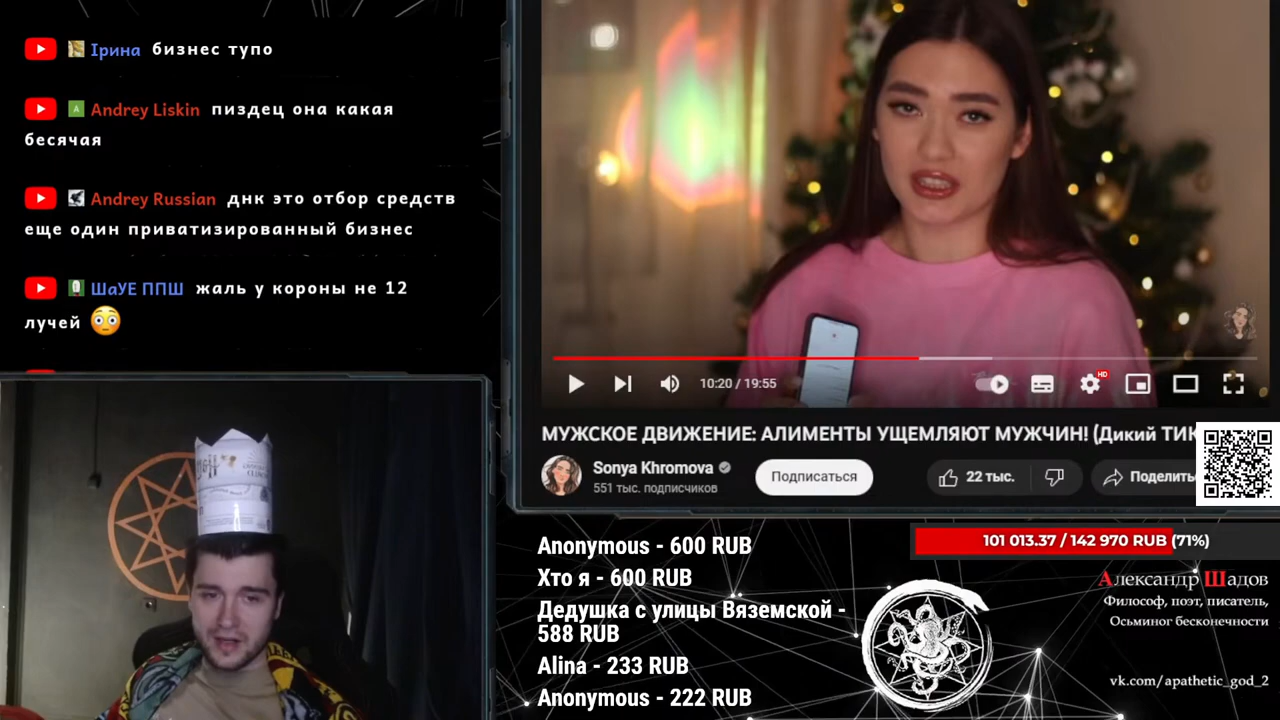 Ірина бизнес тупо
Andrey Liskin пиздец она какая
бесячая
Andrey Russian днк это отбор средств
еще один приватизированный бизнес
ШаУЕ ППШ жаль у короны не 12
лучей
10:20 / 19:55
HD
МУЖСКОЕ ДВИЖЕНИЕ: АЛИМЕНТЫ УЩЕМЛЯЮТ МУЖЧИН! (Дикий ТИК
Sonya Khromova
551 тыс. подписчиков
Подписаться
22 тыс.
Поделить
Anonymous - 600 RUB
Хто я - 600 RUB
Дедушка с улицы Вяземской -
588 RUB
Alina - 233 RUB
Anonymous - 222 RUB
101 013.37 / 142 970 RUB (71%)
Александр Шадов
Философ, поэт, писатель,
Осьминог бесконечности
vk.com/apathetic_god_2